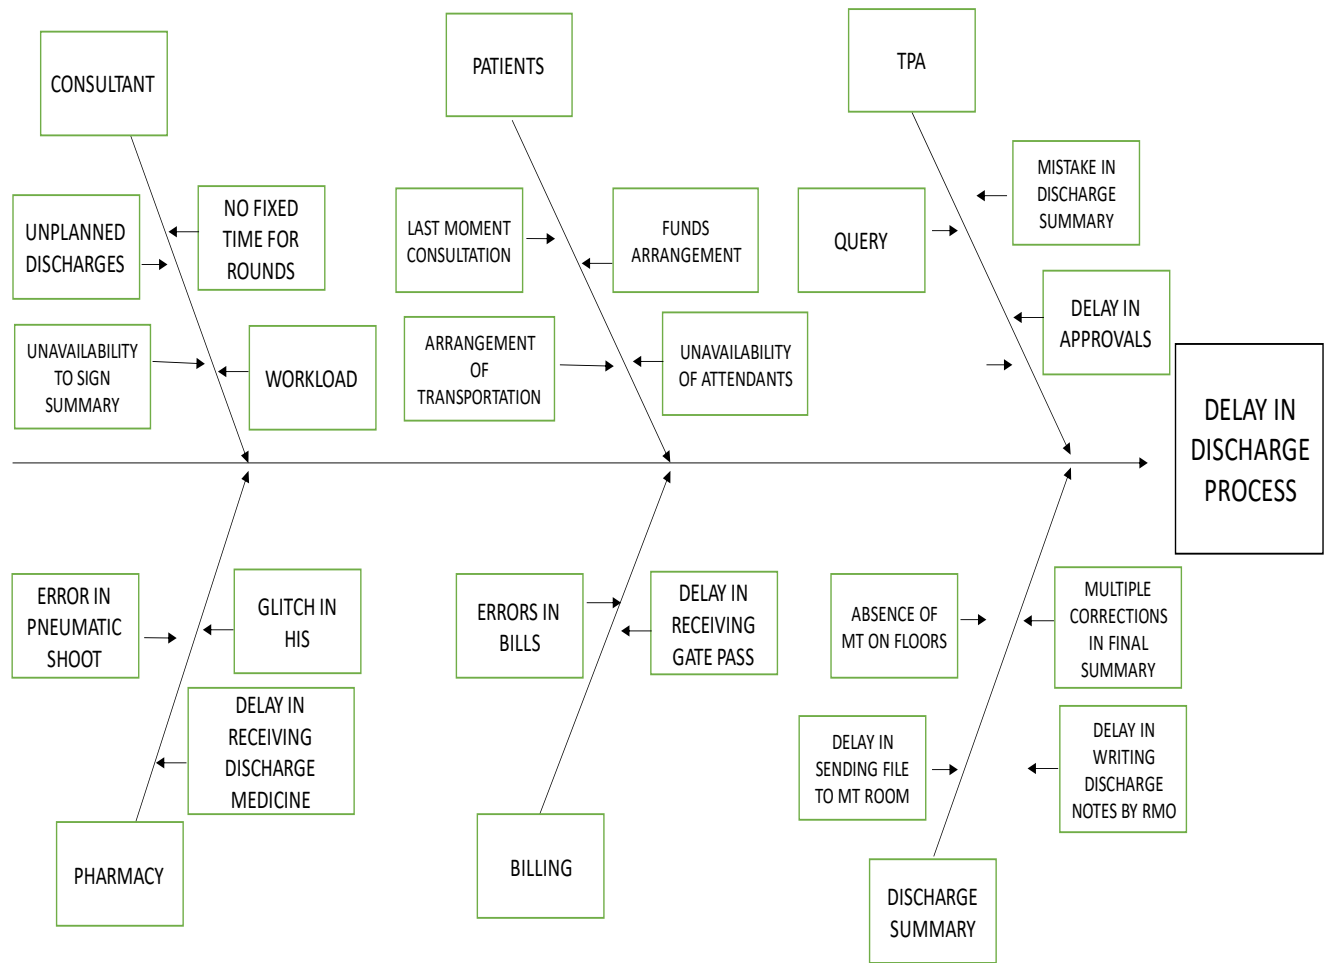 CONSULTANT
PATIENTS
TPA
UNPLANNED
DISCHARGES
NO FIXED
TIME FOR
ROUNDS
LAST MOMENT
CONSULTATION
FUNDS
ARRANGEMENT
QUERY
MISTAKE IN
DISCHARGE
SUMMARY
UNAVAILABILITY
TO SIGN
SUMMARY
WORKLOAD
ARRANGEMENT
OF
TRANSPORTATION
UNAVAILABILITY
OF ATTENDANTS
DELAY IN
APPROVALS
DELAY IN
DISCHARGE
PROCESS
ERROR IN
PNEUMATIC
SHOOT
GLITCH IN
HIS
ERRORS IN
BILLS
DELAY IN
RECEIVING
GATE PASS
ABSENCE OF
MT ON FLOORS
MULTIPLE
CORRECTIONS
IN FINAL
SUMMARY
DELAY IN
RECEIVING
DISCHARGE
MEDICINE
DELAY IN
SENDING FILE
TO MT ROOM
DELAY IN
WRITING
DISCHARGE
NOTES BY RMO
PHARMACY
BILLING
DISCHARGE
SUMMARY